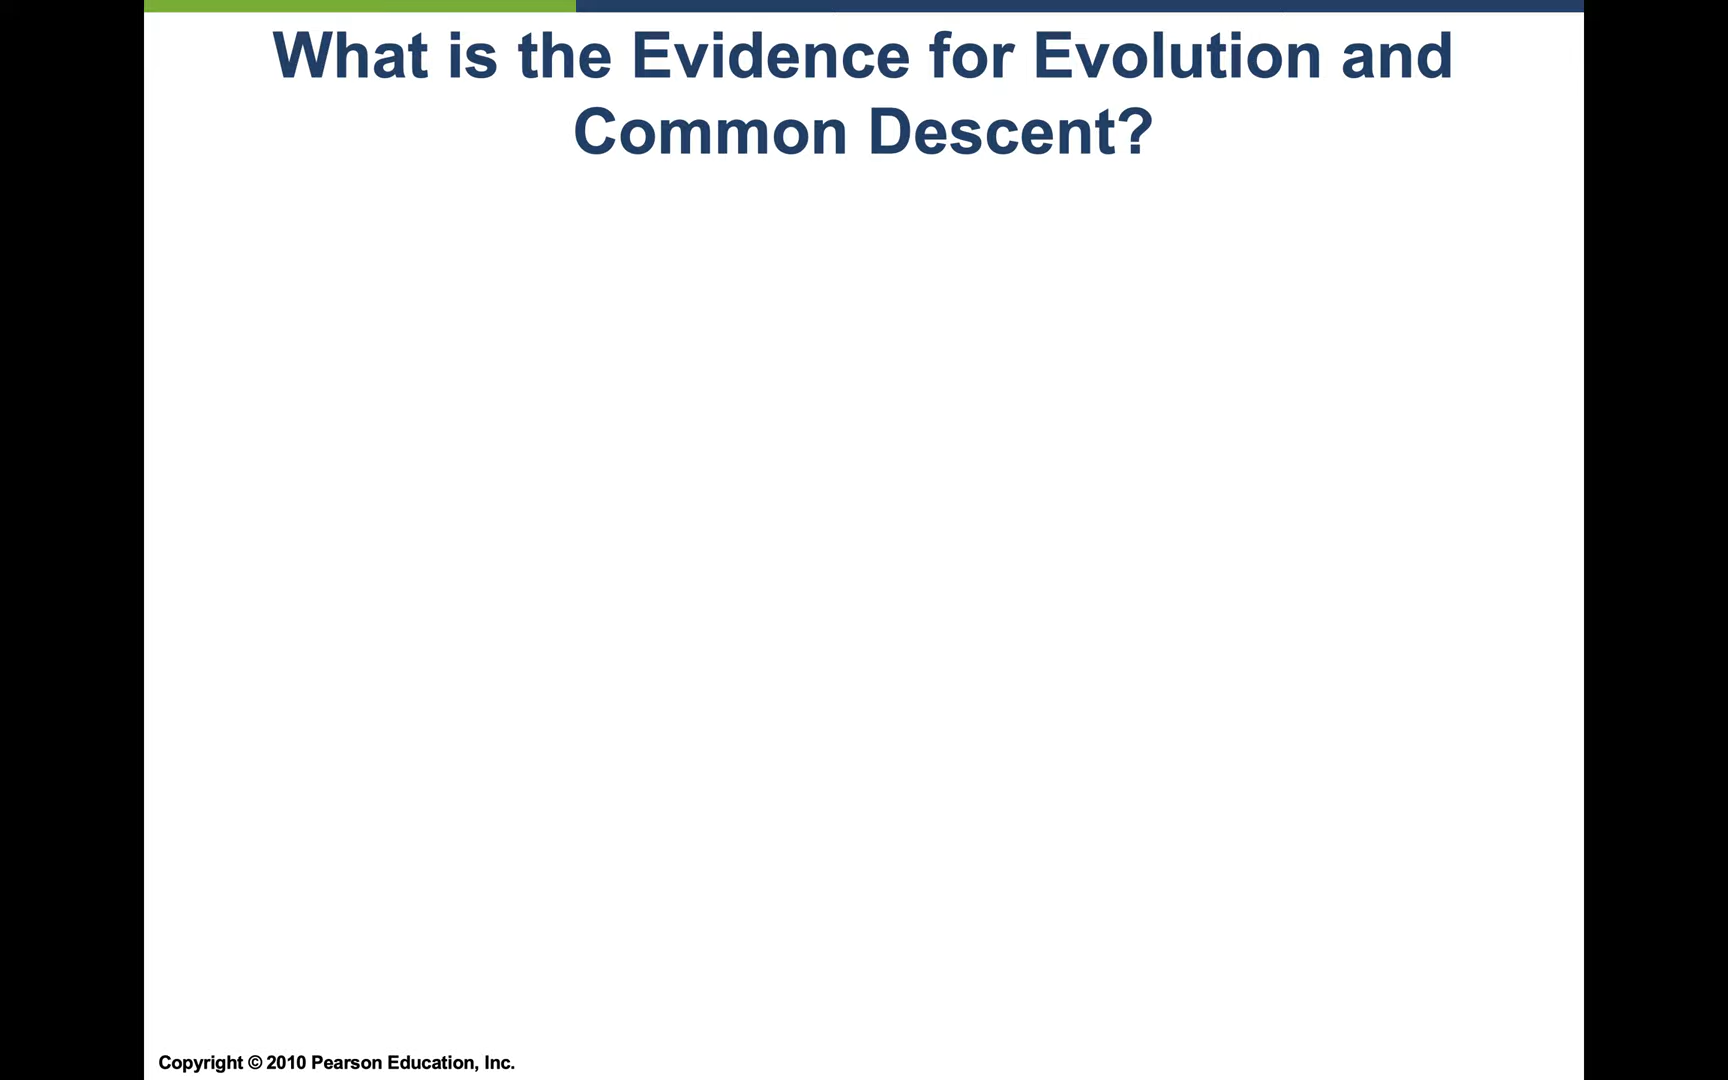 What is the Evidence for Evolution and
Common Descent?
Copyright © 2010 Pearson Education, Inc.